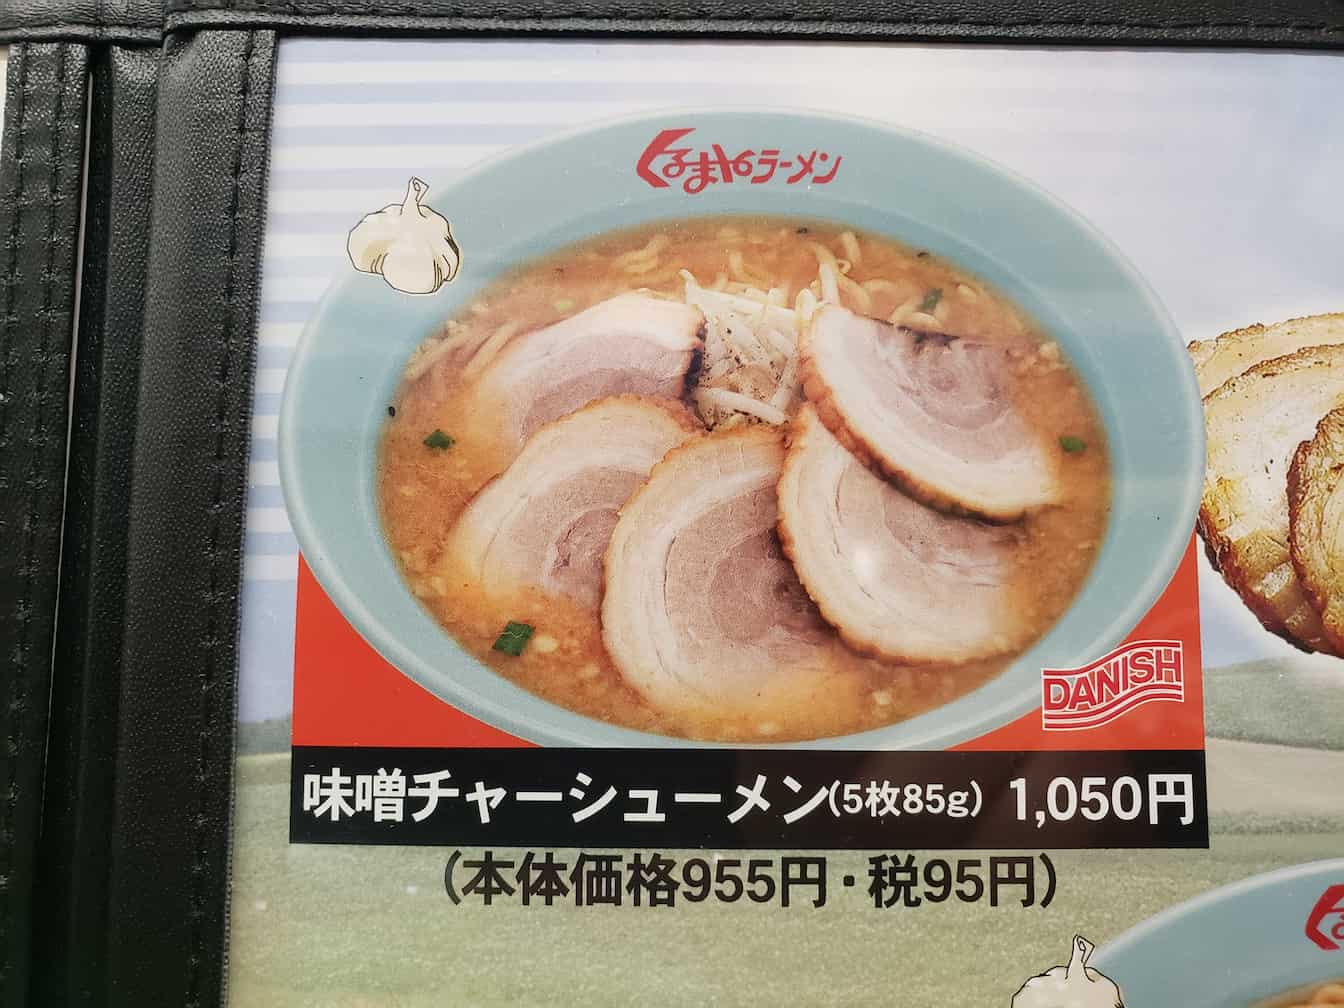 くるまやラーメン
DANISH
味噌チャーシューメン(5枚85g) 1,050円
(本体価格955円・税95円)